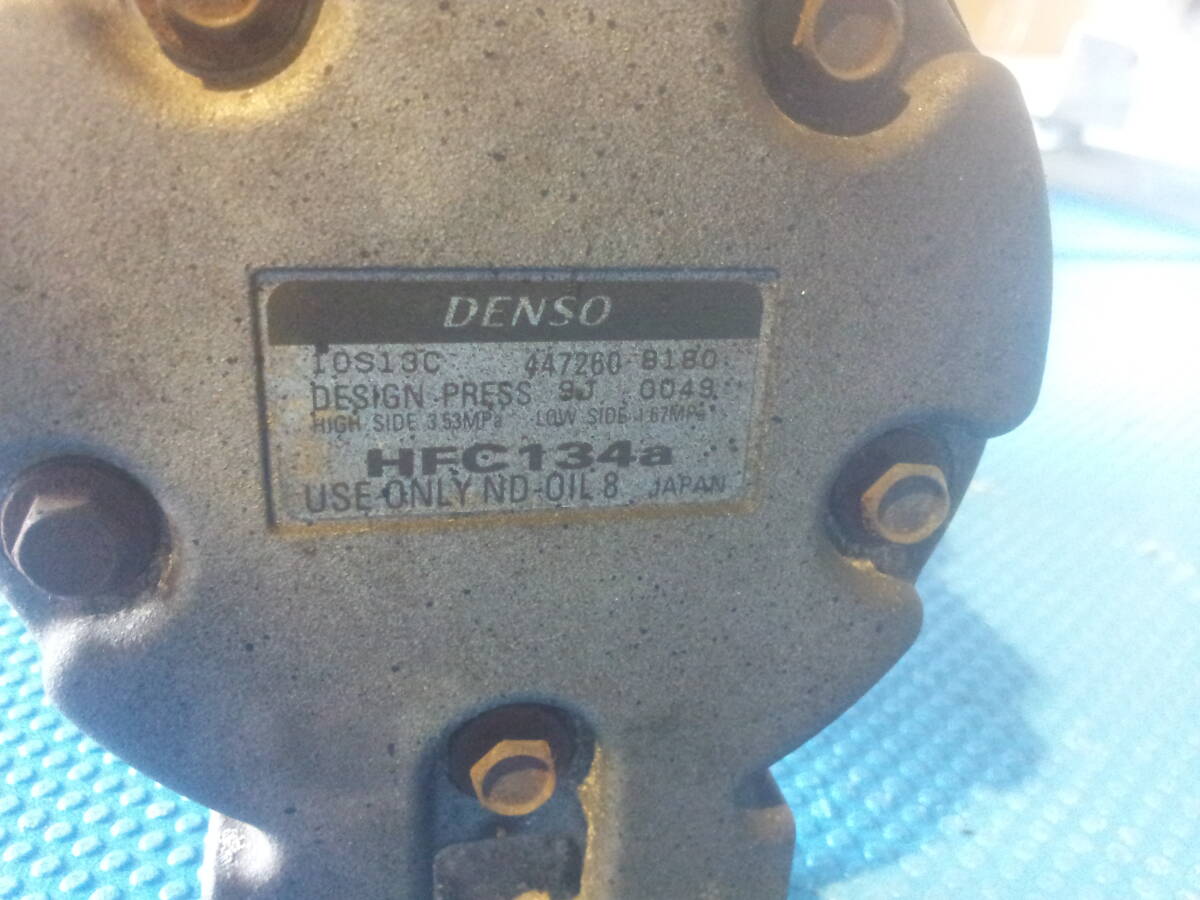 DENSO
10S13C 447260-8180
DESIGN PRESS 9J 0049
HIGH SIDE 3.53MPa LOW SIDE 1.67MPa
HFC134a
USE ONLY ND-OIL 8 JAPAN